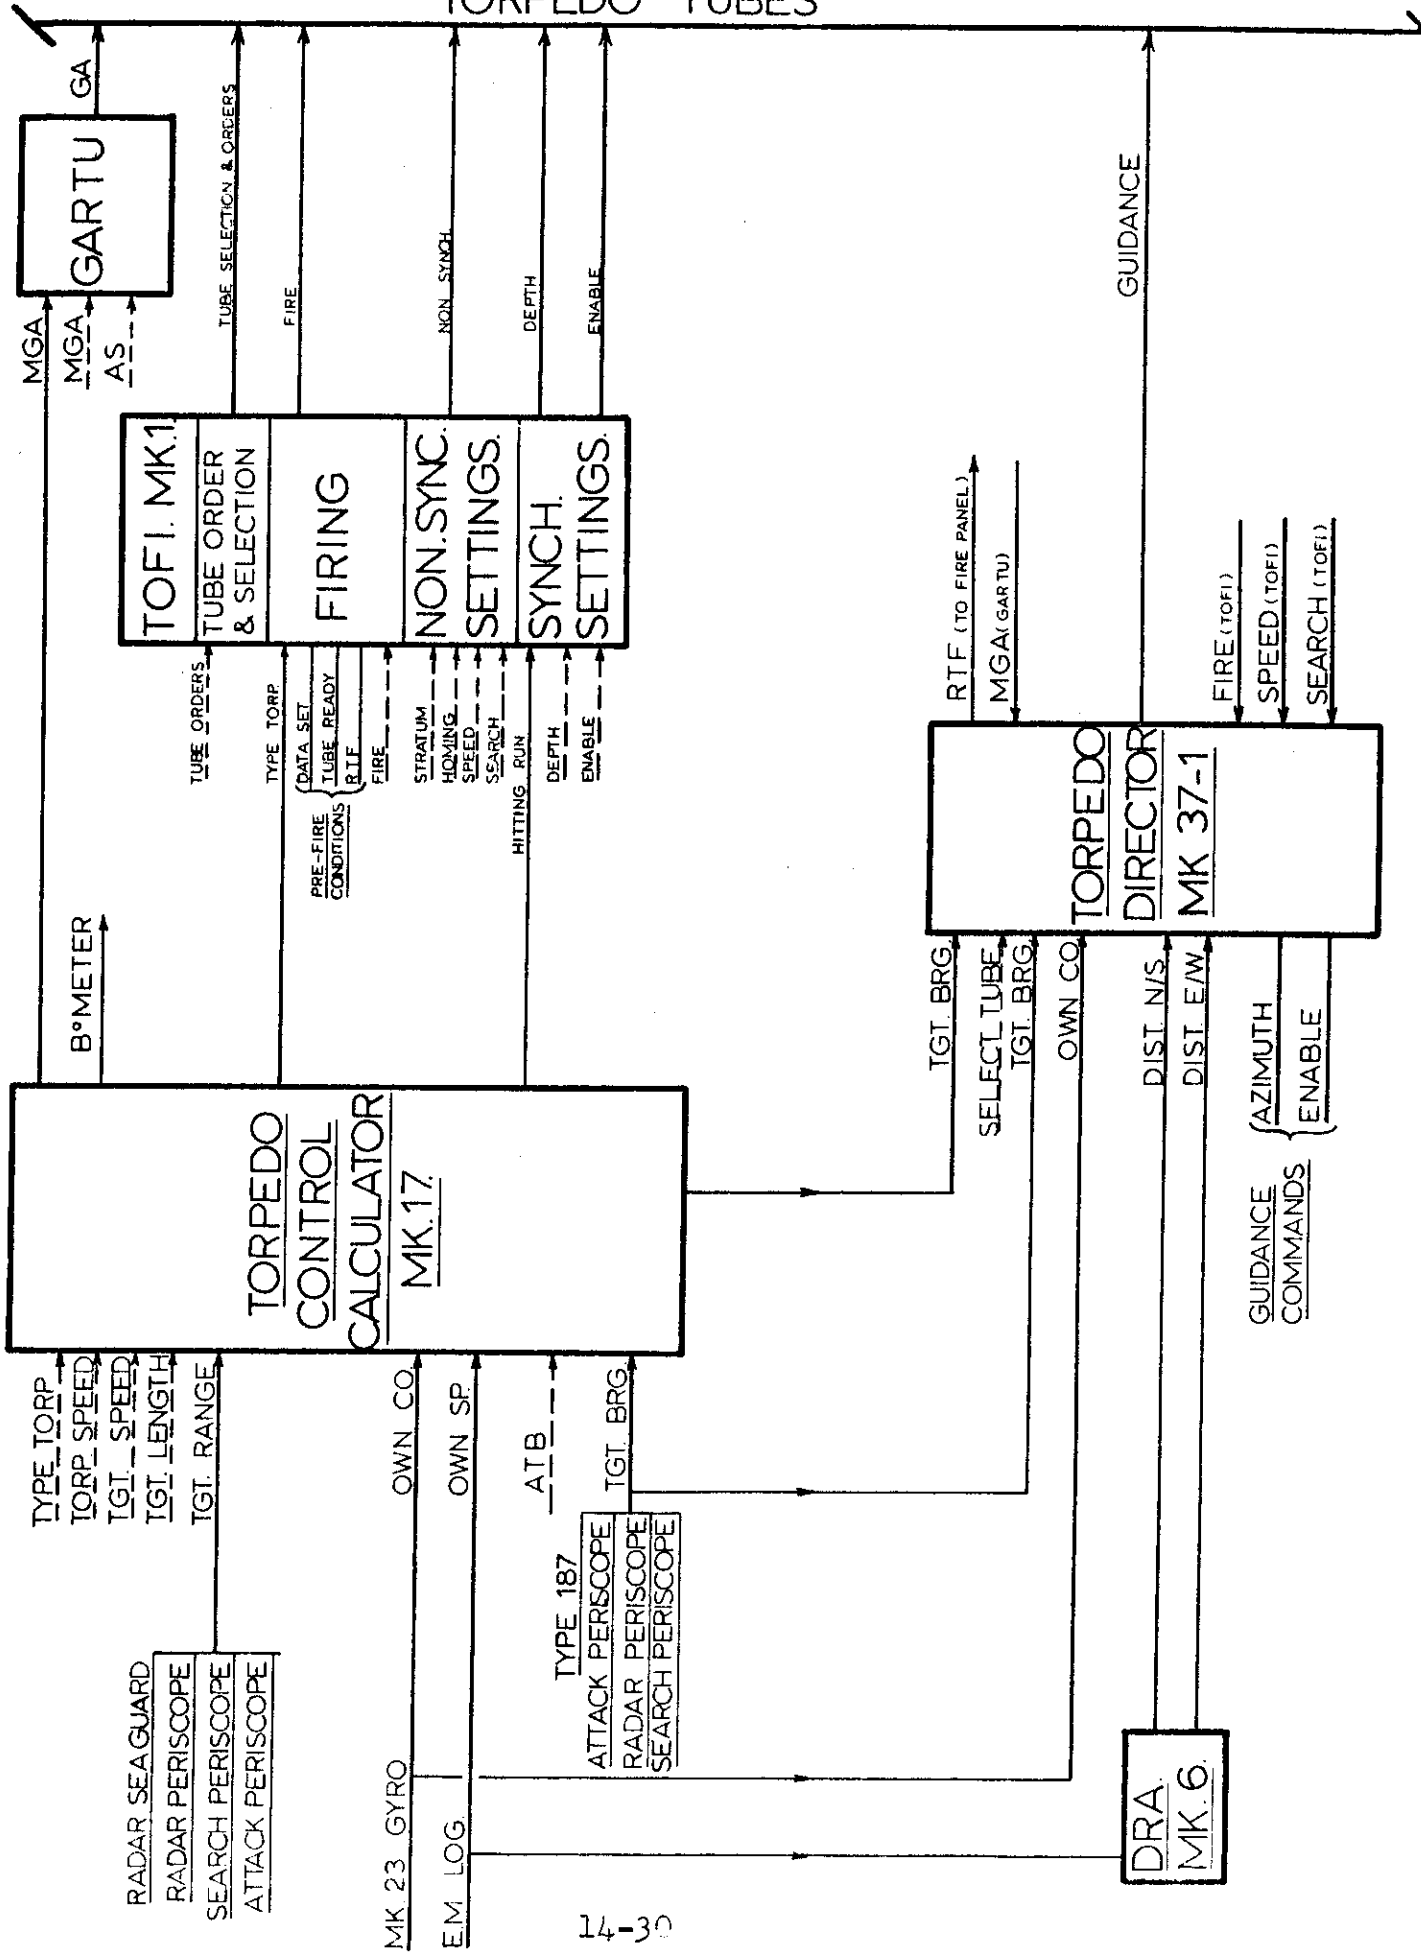 TORPEDO TUBES
GA
GARTU
MGA
MGA
AS
TUBE SELECTION & ORDERS
FIRE
NON SYNCH.
DEPTH
ENABLE
GUIDANCE
TOFI. MK.1
TUBE ORDER
& SELECTION
FIRING
NON.SYNC.
SETTINGS.
SYNCH.
SETTINGS.
TUBE ORDERS
TYPE TORP.
DATA SET
TUBE READY
R.T.F
PRE-FIRE
CONDITIONS
FIRE
STRATUM
HOMING
SPEED
SEARCH
HITTING RUN
DEPTH
ENABLE
RTF (TO FIRE PANEL)
MGA (GARTU)
FIRE (TOFI)
SPEED (TOFI)
SEARCH (TOFI)
B° METER
TORPEDO
CONTROL
CALCULATOR
MK.17.
TORPEDO
DIRECTOR
MK 37-1
TGT. BRG.
SELECT. TUBE
TGT. BRG.
OWN CO.
DIST. N/S.
DIST. E/W.
AZIMUTH
ENABLE
GUIDANCE
COMMANDS
TYPE TORP
TORP. SPEED
TGT. SPEED
TGT. LENGTH
TGT. RANGE
OWN CO.
OWN SP.
ATB
TGT. BRG.
RADAR SEAGUARD
RADAR PERISCOPE
SEARCH PERISCOPE
ATTACK PERISCOPE
MK. 23 GYRO
E.M LOG.
TYPE 187
ATTACK PERISCOPE
RADAR PERISCOPE
SEARCH PERISCOPE
DRA.
MK.6.
14-30